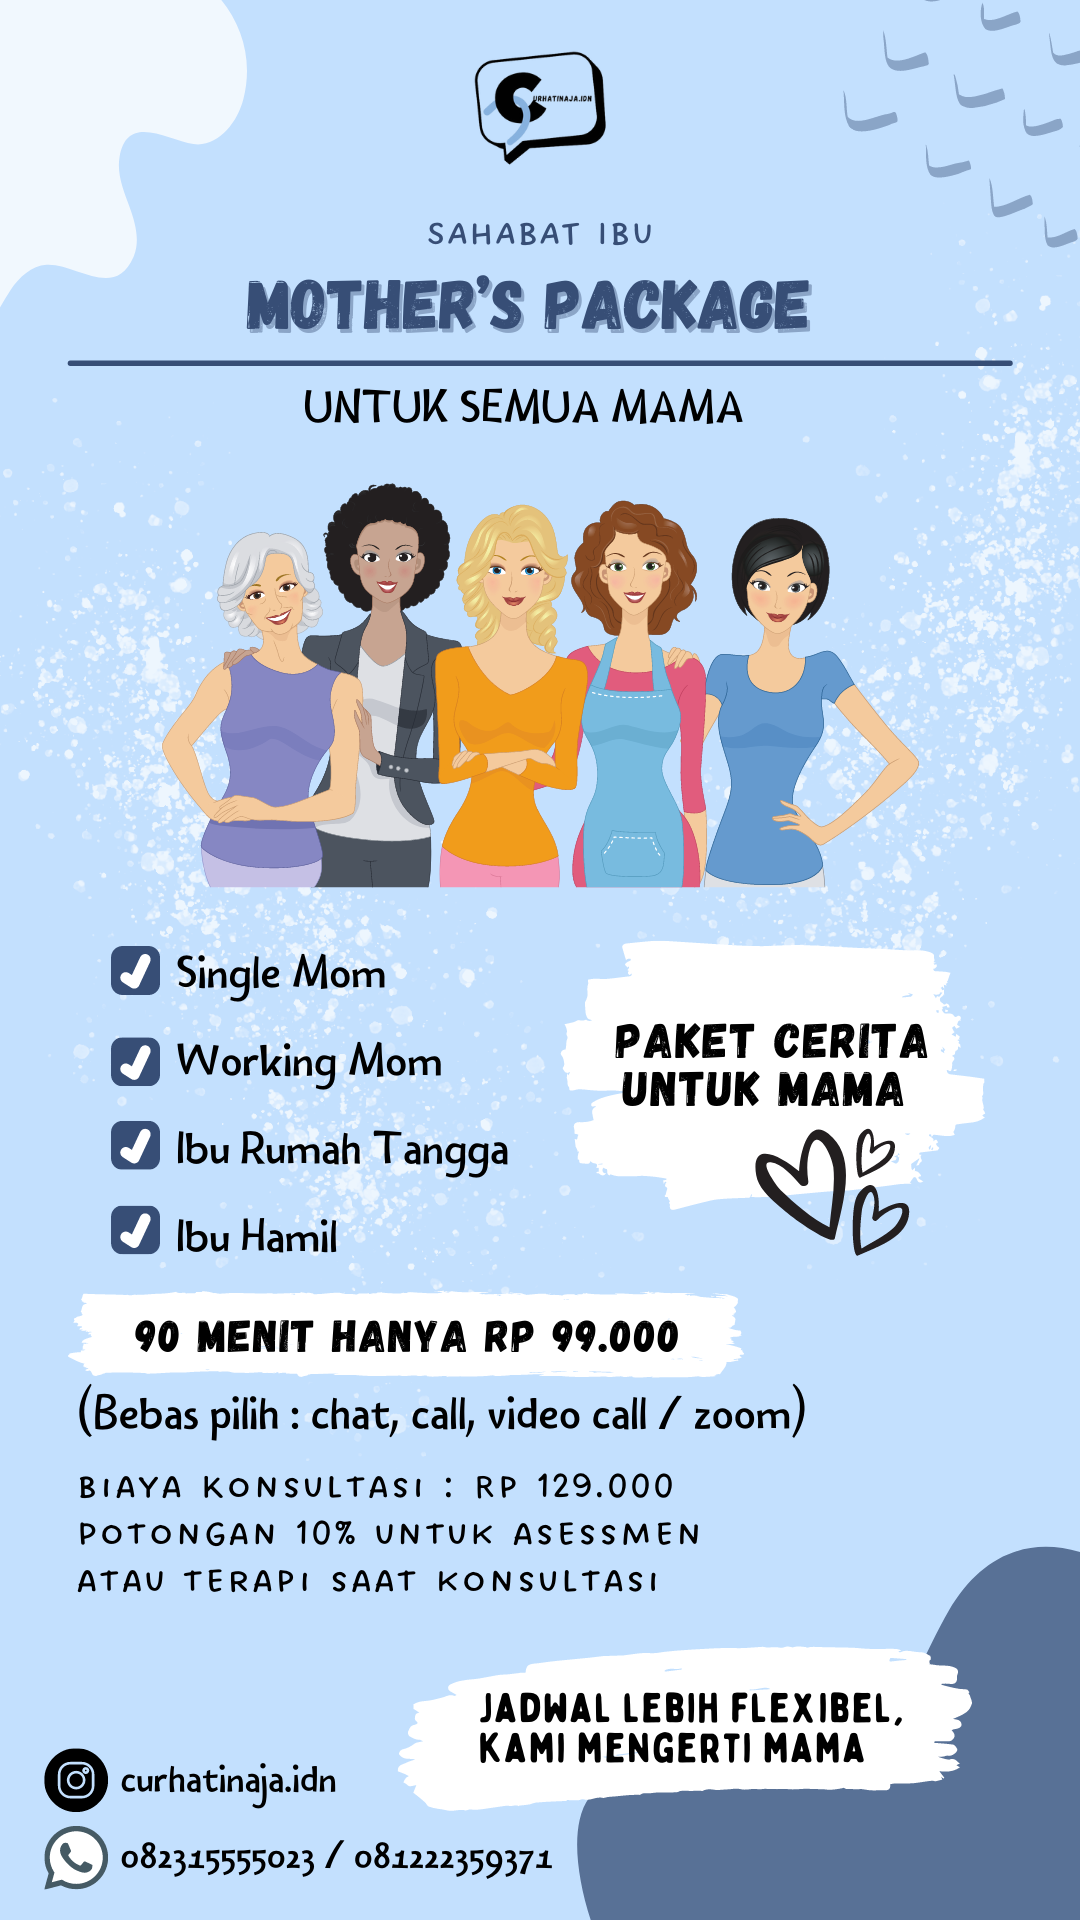 CURHATINAJA.IDN
SAHABAT IBU
MOTHER'S PACKAGE
UNTUK SEMUA MAMA
Single Mom
Working Mom
Ibu Rumah Tangga
Ibu Hamil
PAKET CERITA
UNTUK MAMA
90 MENIT HANYA RP 99.000
(Bebas pilih : chat, call, video call / zoom)
BIAYA KONSULTASI : RP 129.000
POTONGAN 10% UNTUK ASESSMEN
ATAU TERAPI SAAT KONSULTASI
JADWAL LEBIH FLEXIBEL,
KAMI MENGERTI MAMA
curhatinaja.idn
082315555023 / 081222359371